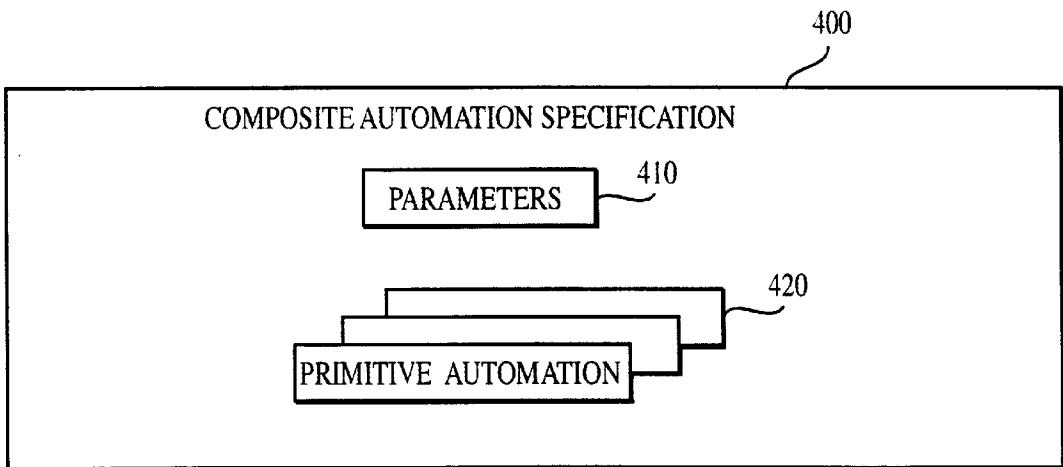 400
COMPOSITE AUTOMATION SPECIFICATION
PARAMETERS
410
420
PRIMITIVE AUTOMATION